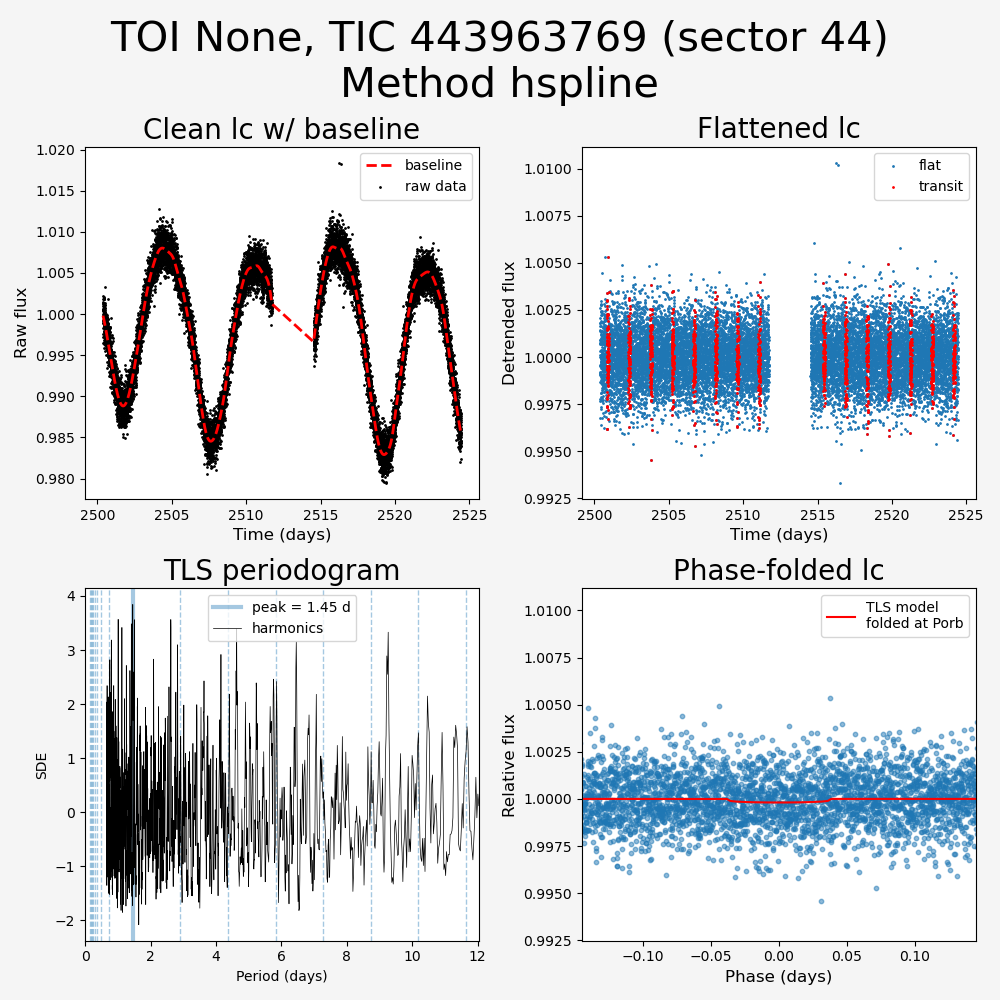 TOI None, TIC 443963769 (sector 44)
Method hspline
Clean lc w/ baseline
1.020
1.015
1.010
1.005
1.000
0.995
0.990
0.985
0.980
Raw flux
2500
2505
2510
2515
2520
2525
Time (days)
baseline
raw data
Flattened lc
1.0100
1.0075
1.0050
1.0025
1.0000
0.9975
0.9950
0.9925
Detrended flux
2500
2505
2510
2515
2520
2525
Time (days)
flat
transit
TLS periodogram
4
3
2
1
0
−1
−2
SDE
0
2
4
6
8
10
12
Period (days)
peak = 1.45 d
harmonics
Phase-folded lc
1.0100
1.0075
1.0050
1.0025
1.0000
0.9975
0.9950
0.9925
Relative flux
−0.10
−0.05
0.00
0.05
0.10
Phase (days)
TLS model
folded at Porb